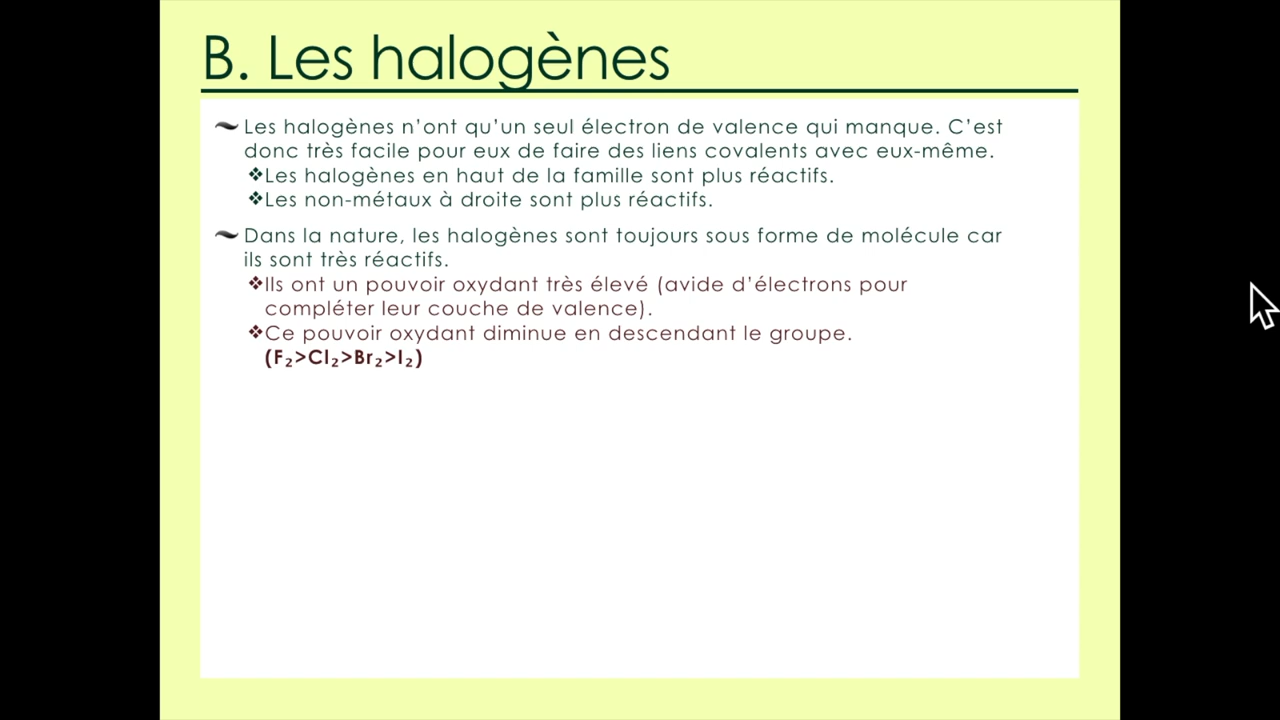 B. Les halogènes
Les halogènes n'ont qu'un seul électron de valence qui manque. C'est
donc très facile pour eux de faire des liens covalents avec eux-même.
❖Les halogènes en haut de la famille sont plus réactifs.
❖Les non-métaux à droite sont plus réactifs.
Dans la nature, les halogènes sont toujours sous forme de molécule car
ils sont très réactifs.
❖Ils ont un pouvoir oxydant très élevé (avide d'électrons pour
compléter leur couche de valence).
❖Ce pouvoir oxydant diminue en descendant le groupe.
(F₂>Cl₂>Br₂>I₂)